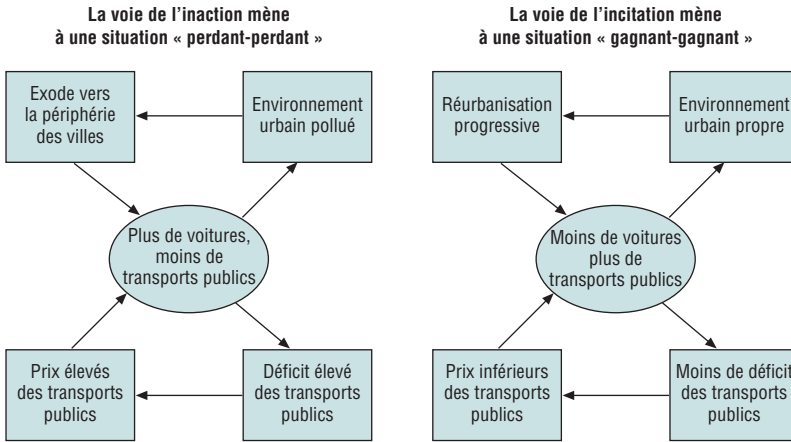 La voie de l’inaction mène
à une situation « perdant-perdant »
Exode vers
la périphérie
des villes
Environnement
urbain pollué
Plus de voitures,
moins de
transports publics
Prix élevés
des transports
publics
Déficit élevé
des transports
publics
La voie de l’incitation mène
à une situation « gagnant-gagnant »
Réurbanisation
progressive
Environnement
urbain propre
Moins de voitures
plus de
transports publics
Prix inférieurs
des transports
publics
Moins de déficit
des transports
publics